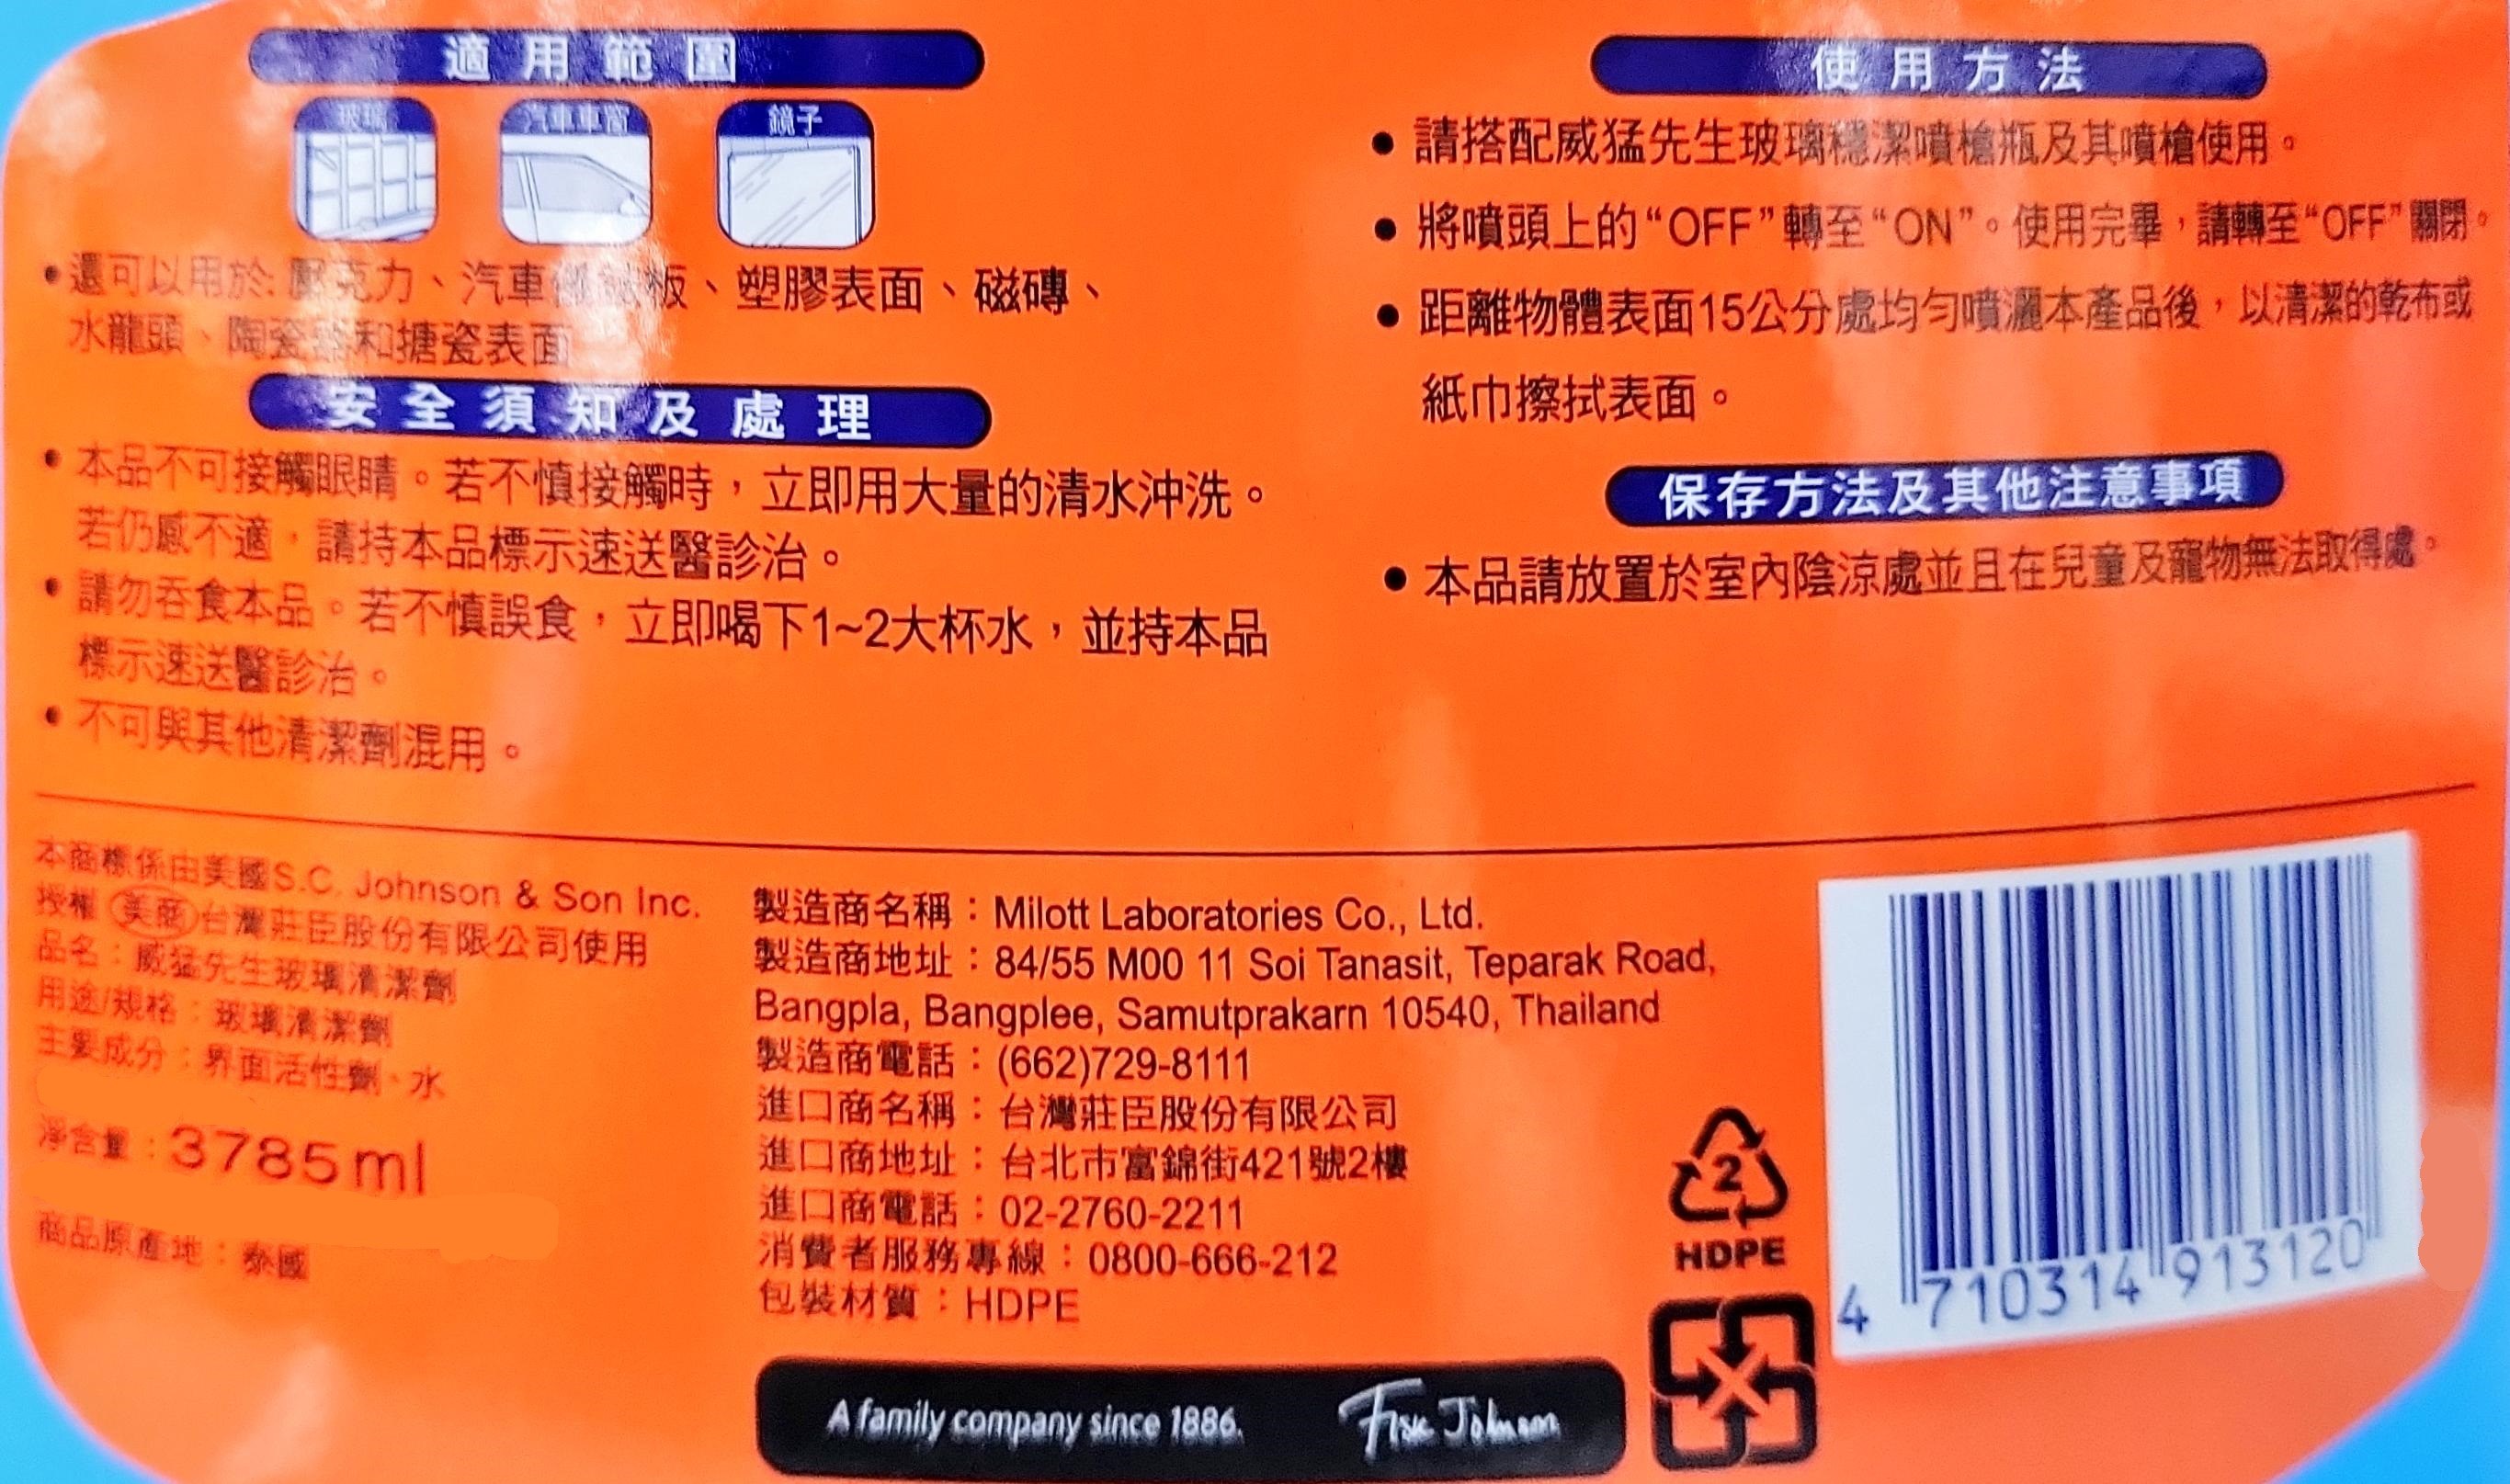 適用範圍
玻璃
汽車車窗
鏡子
•還可以用於: 壓克力、汽車儀錶板、塑膠表面、磁磚、
水龍頭、陶瓷器和搪瓷表面
安全須知及處理
•本品不可接觸眼睛。若不慎接觸時，立即用大量的清水沖洗。
若仍感不適，請持本品標示速送醫診治。
•請勿吞食本品。若不慎誤食，立即喝下1~2大杯水，並持本品
標示速送醫診治。
•不可與其他清潔劑混用。
使用方法
•請搭配威猛先生玻璃穩潔噴槍瓶及其噴槍使用。
•將噴頭上的“OFF”轉至“ON”。使用完畢，請轉至“OFF”關閉。
•距離物體表面15公分處均勻噴灑本產品後，以清潔的乾布或
紙巾擦拭表面。
保存方法及其他注意事項
•本品請放置於室內陰涼處並且在兒童及寵物無法取得處。
本商標係由美國S.C. Johnson & Son Inc.
授權 美商 台灣莊臣股份有限公司使用
品名：威猛先生玻璃清潔劑
用途/規格：玻璃清潔劑
主要成分：界面活性劑、水
淨含量：3785ml
商品原產地：泰國
製造商名稱：Milott Laboratories Co., Ltd.
製造商地址：84/55 M00 11 Soi Tanasit, Teparak Road,
Bangpla, Bangplee, Samutprakarn 10540, Thailand
製造商電話：(662)729-8111
進口商名稱：台灣莊臣股份有限公司
進口商地址：台北市富錦街421號2樓
進口商電話：02-2760-2211
消費者服務專線：0800-666-212
包裝材質：HDPE
2
HDPE
4 710314 913120
A family company since 1886.
Fisk Johnson